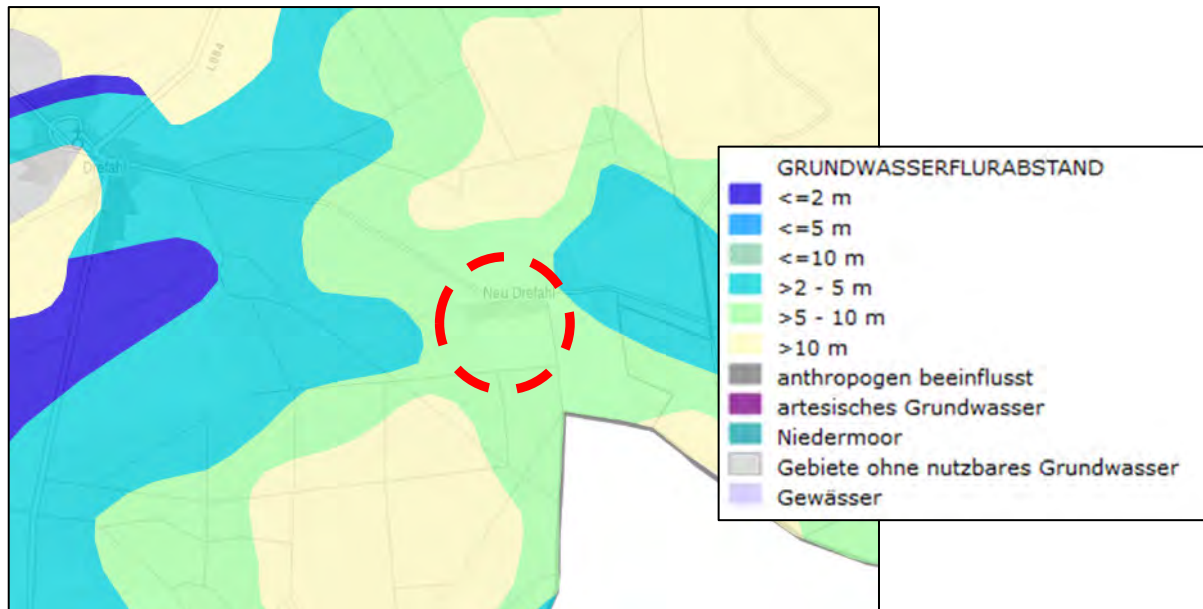 L084
Drefahl
Neu Drefahl
GRUNDWASSERFLURABSTAND
<=2 m
<=5 m
<=10 m
>2 - 5 m
>5 - 10 m
>10 m
anthropogen beeinflusst
artesisches Grundwasser
Niedermoor
Gebiete ohne nutzbares Grundwasser
Gewässer